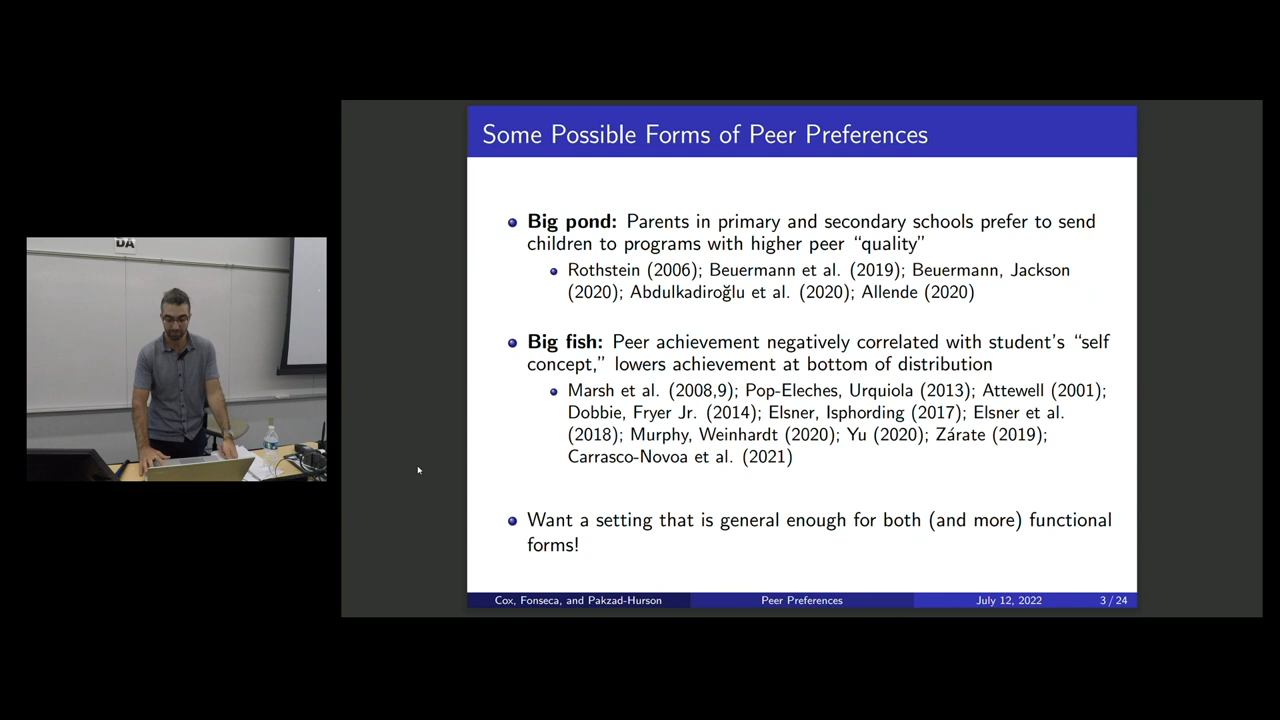 DA
Some Possible Forms of Peer Preferences
Big pond: Parents in primary and secondary schools prefer to send
children to programs with higher peer “quality”
Rothstein (2006); Beuermann et al. (2019); Beuermann, Jackson
(2020); Abdulkadiroğlu et al. (2020); Allende (2020)
Big fish: Peer achievement negatively correlated with student’s “self
concept,” lowers achievement at bottom of distribution
Marsh et al. (2008,9); Pop-Eleches, Urquiola (2013); Attewell (2001);
Dobbie, Fryer Jr. (2014); Elsner, Isphording (2017); Elsner et al.
(2018); Murphy, Weinhardt (2020); Yu (2020); Zárate (2019);
Carrasco-Novoa et al. (2021)
Want a setting that is general enough for both (and more) functional
forms!
Cox, Fonseca, and Pakzad-Hurson Peer Preferences July 12, 2022 3 / 24